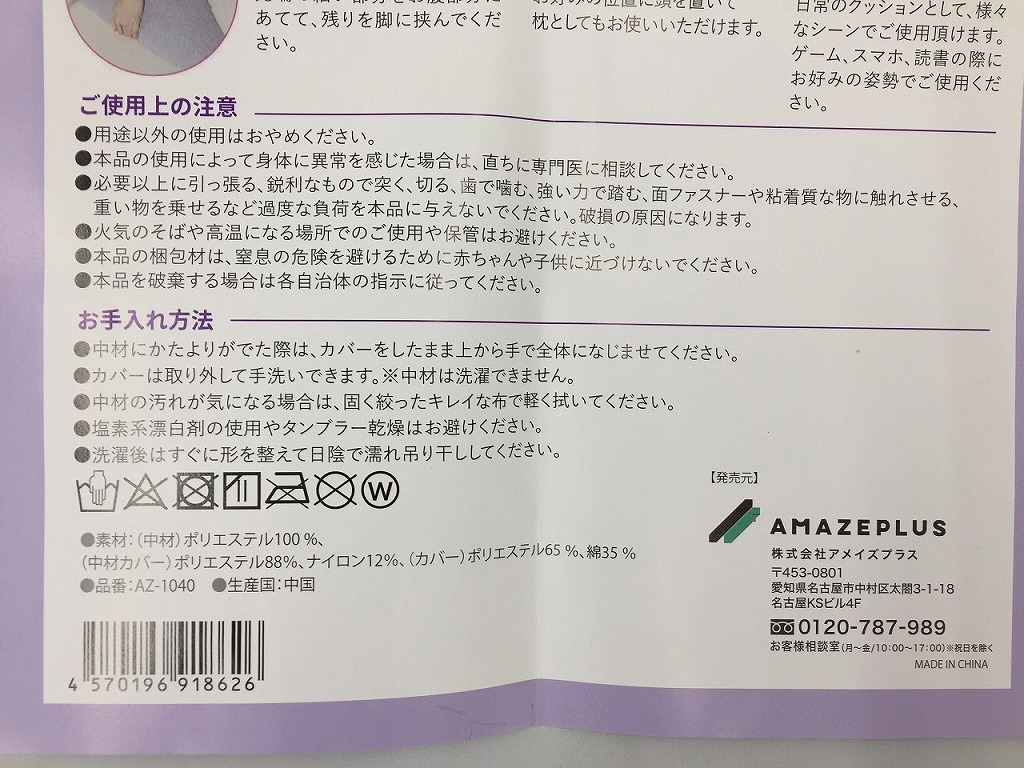 あてて、残りを脚に挟んでくだ
さい。
枕としてもお使いいただけます。
日常のクッションとして、様々
なシーンでご使用頂けます。
ゲーム、スマホ、読書の際に
お好みの姿勢でご使用くだ
さい。
ご使用上の注意
●用途以外の使用はおやめください。
●本品の使用によって身体に異常を感じた場合は、直ちに専門医に相談してください。
●必要以上に引っ張る、鋭利なもので突く、切る、歯で噛む、強い力で踏む、面ファスナーや粘着質な物に触れさせる、
重い物を乗せるなど過度な負荷を本品に与えないでください。破損の原因になります。
●火気のそばや高温になる場所でのご使用や保管はお避けください。
●本品の梱包材は、窒息の危険を避けるために赤ちゃんや子供に近づけないでください。
●本品を破棄する場合は各自治体の指示に従ってください。
お手入れ方法
●中材にかたよりがでた際は、カバーをしたまま上から手で全体になじませてください。
●カバーは取り外して手洗いできます。※中材は洗濯できません。
●中材の汚れが気になる場合は、固く絞ったキレイな布で軽く拭いてください。
●塩素系漂白剤の使用やタンブラー乾燥はお避けください。
●洗濯後はすぐに形を整えて日陰で濡れ吊り干ししてください。
W
●素材:(中材)ポリエステル100%、
(中材カバー)ポリエステル88%、ナイロン12%、(カバー)ポリエステル65%、綿35%
●品番:AZ-1040 ●生産国:中国
4 570196 918626
【発売元】
AMAZEPLUS
株式会社アメイズプラス
〒453-0801
愛知県名古屋市中村区太閤3-1-18
名古屋KSビル4F
0120-787-989
お客様相談室(月~金/10:00~17:00)※祝日を除く
MADE IN CHINA